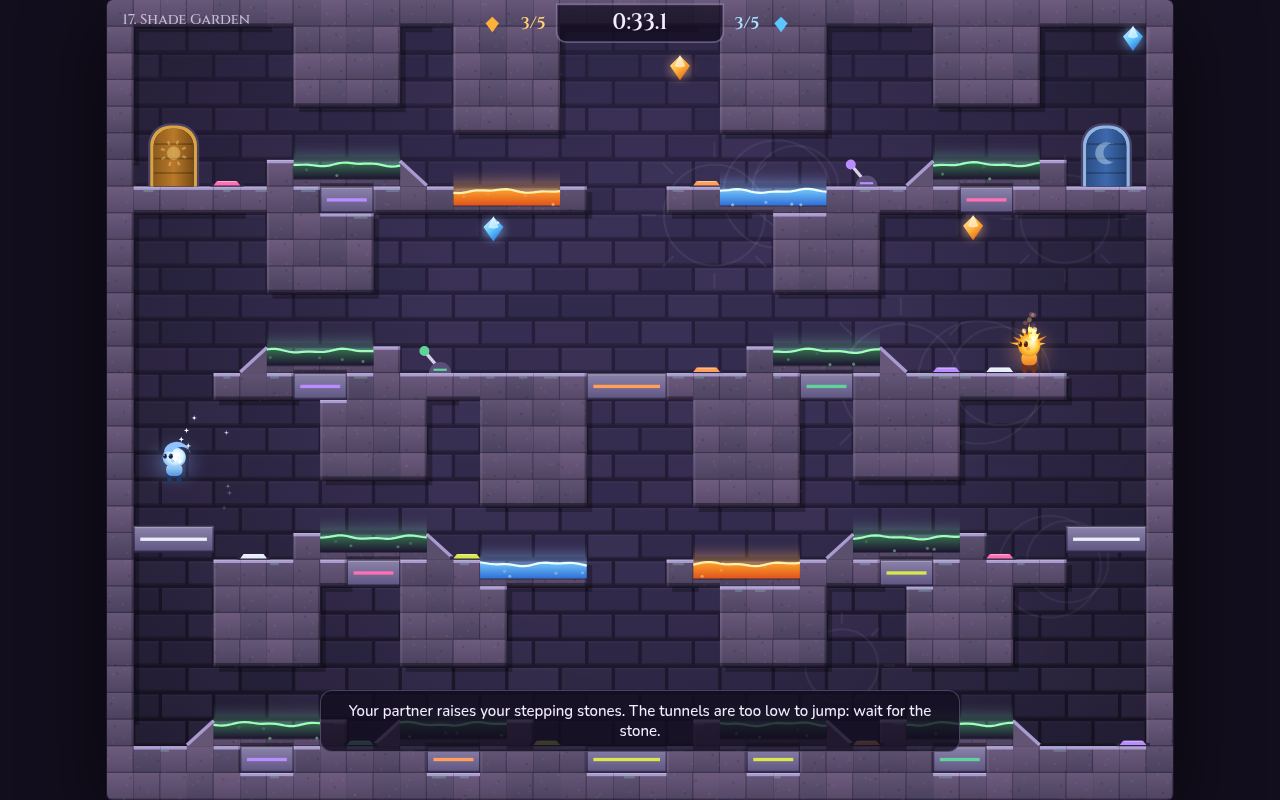 17. Shade Garden
3/5
0:33.1
3/5
Your partner raises your stepping stones. The tunnels are too low to jump: wait for the
stone.